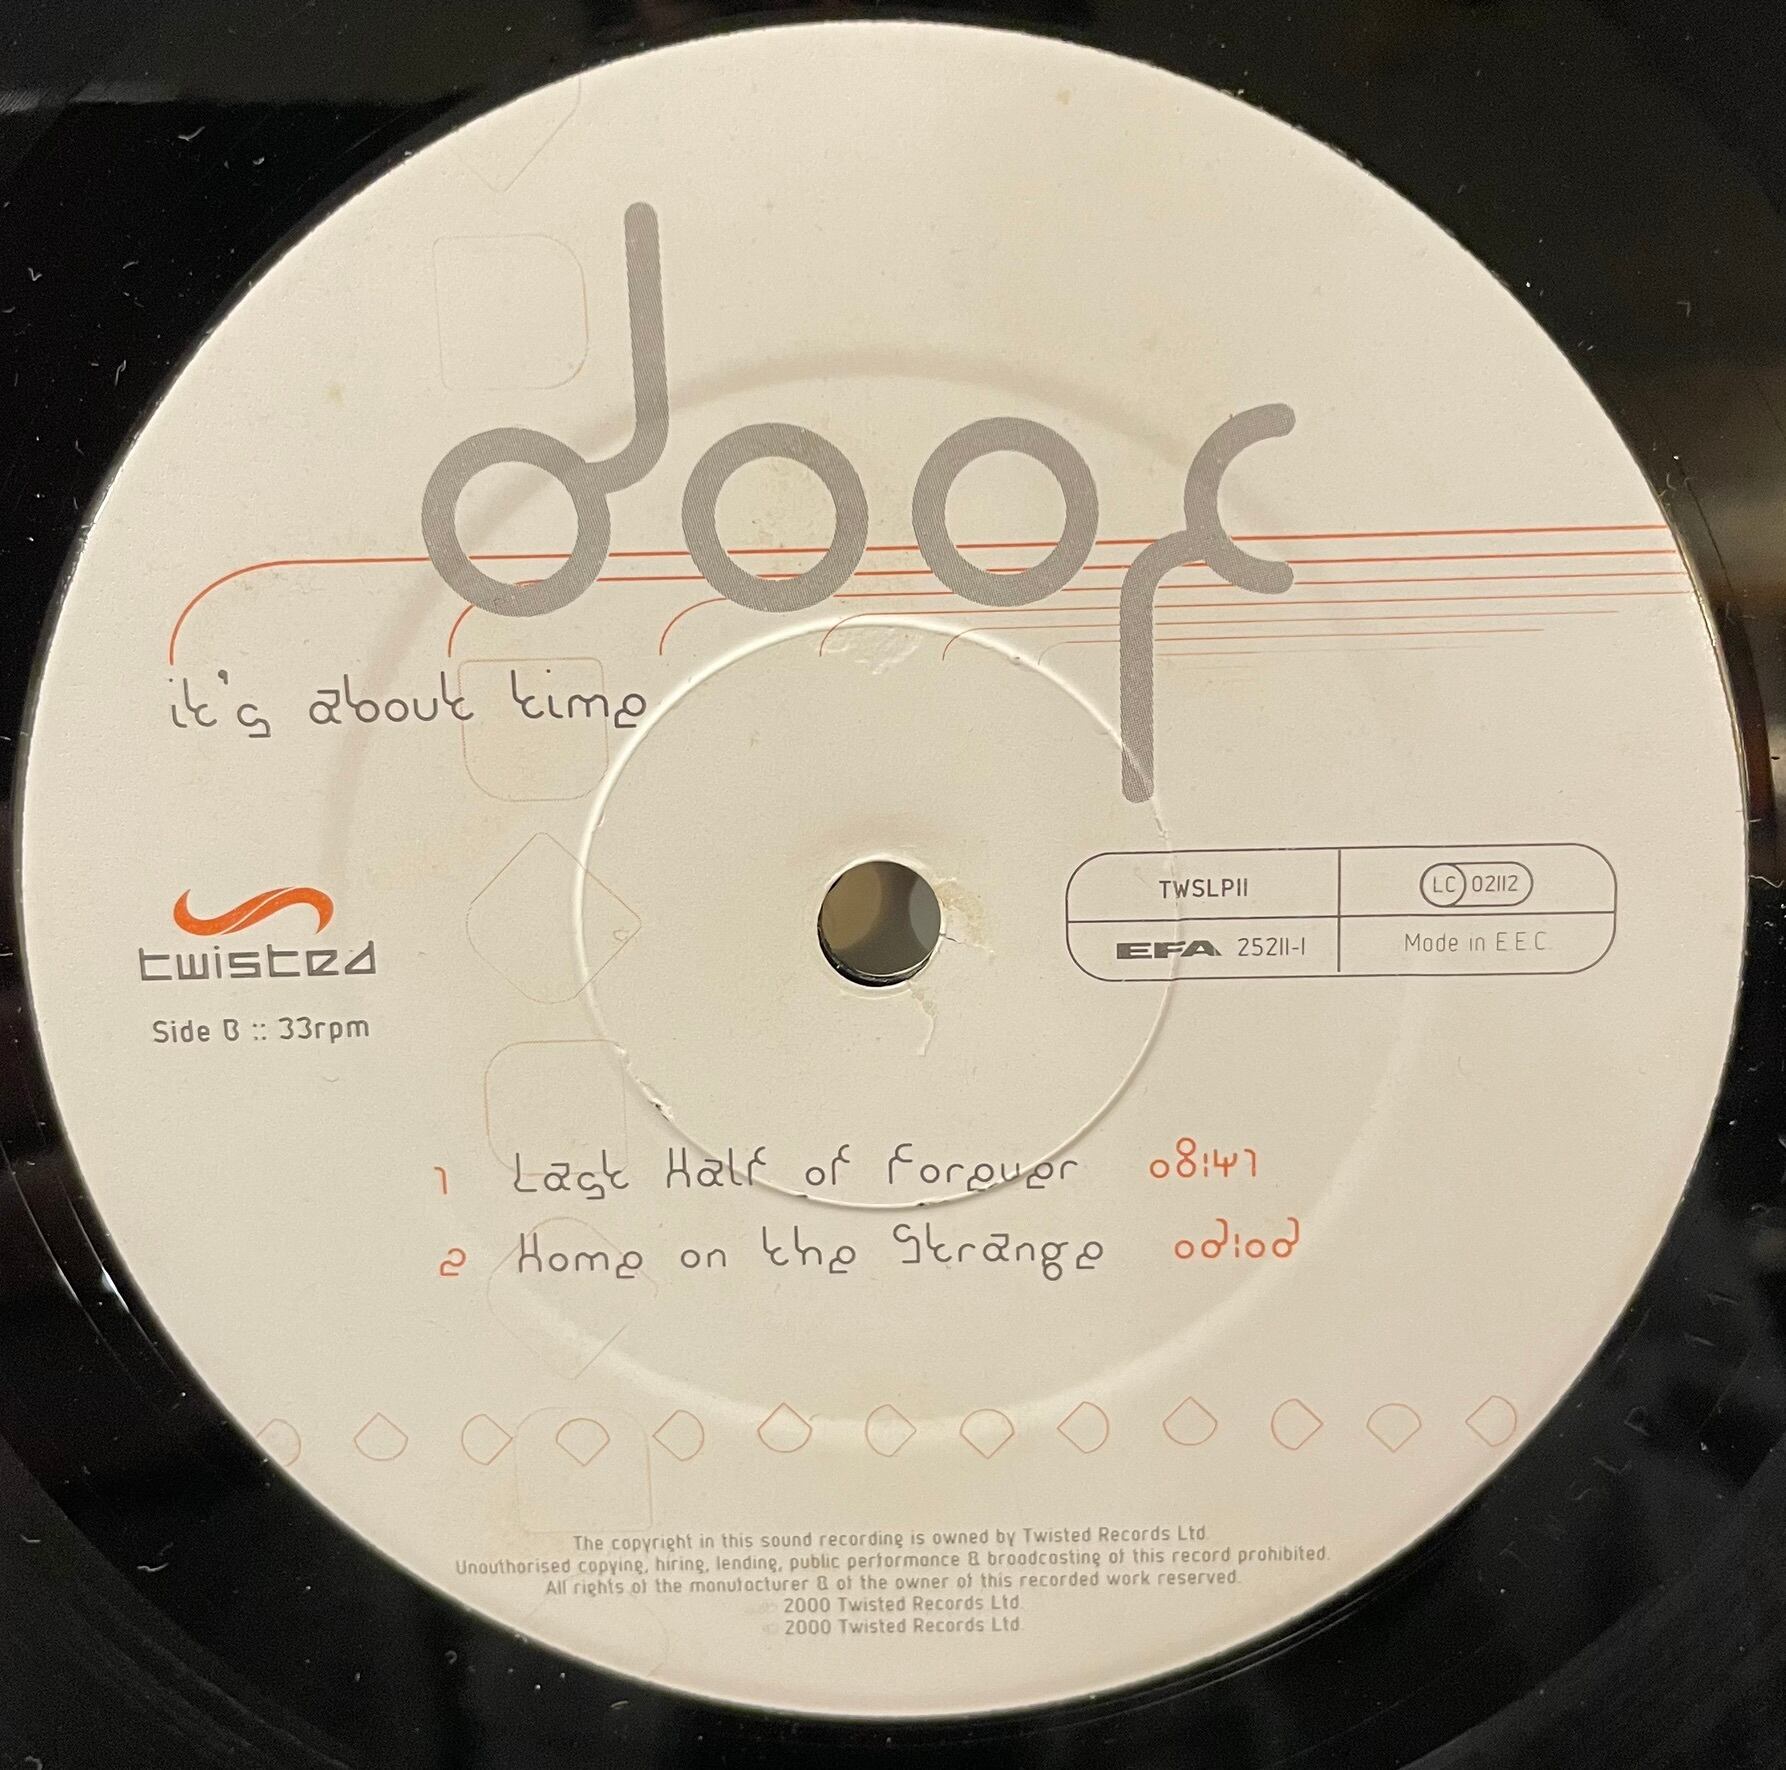 doof
it's about time
twisted
Side B :: 33rpm
TWSLP11
LC 02112
EFA 25211-1
Made in E.E.C.
1 Last Half of Forever 08:41
2 Home on the Strange 09:09
The copyright in this sound recording is owned by Twisted Records Ltd.
Unauthorised copying, hiring, lending, public performance & broadcasting of this record prohibited.
All rights of the manufacturer & of the owner of this recorded work reserved.
℗ 2000 Twisted Records Ltd.
© 2000 Twisted Records Ltd.